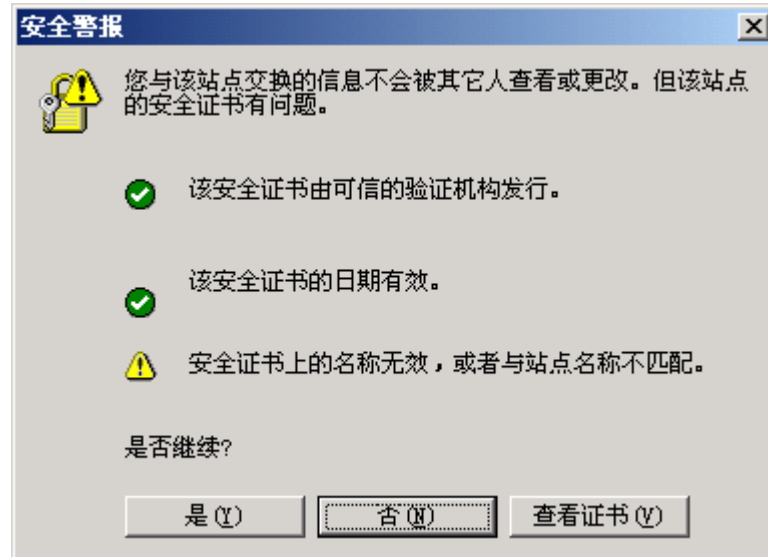 安全警报
您与该站点交换的信息不会被其它人查看或更改。但该站点
的安全证书有问题。
该安全证书由可信的验证机构发行。
该安全证书的日期有效。
安全证书上的名称无效，或者与站点名称不匹配。
是否继续?
是(Y) 否(N) 查看证书(V)